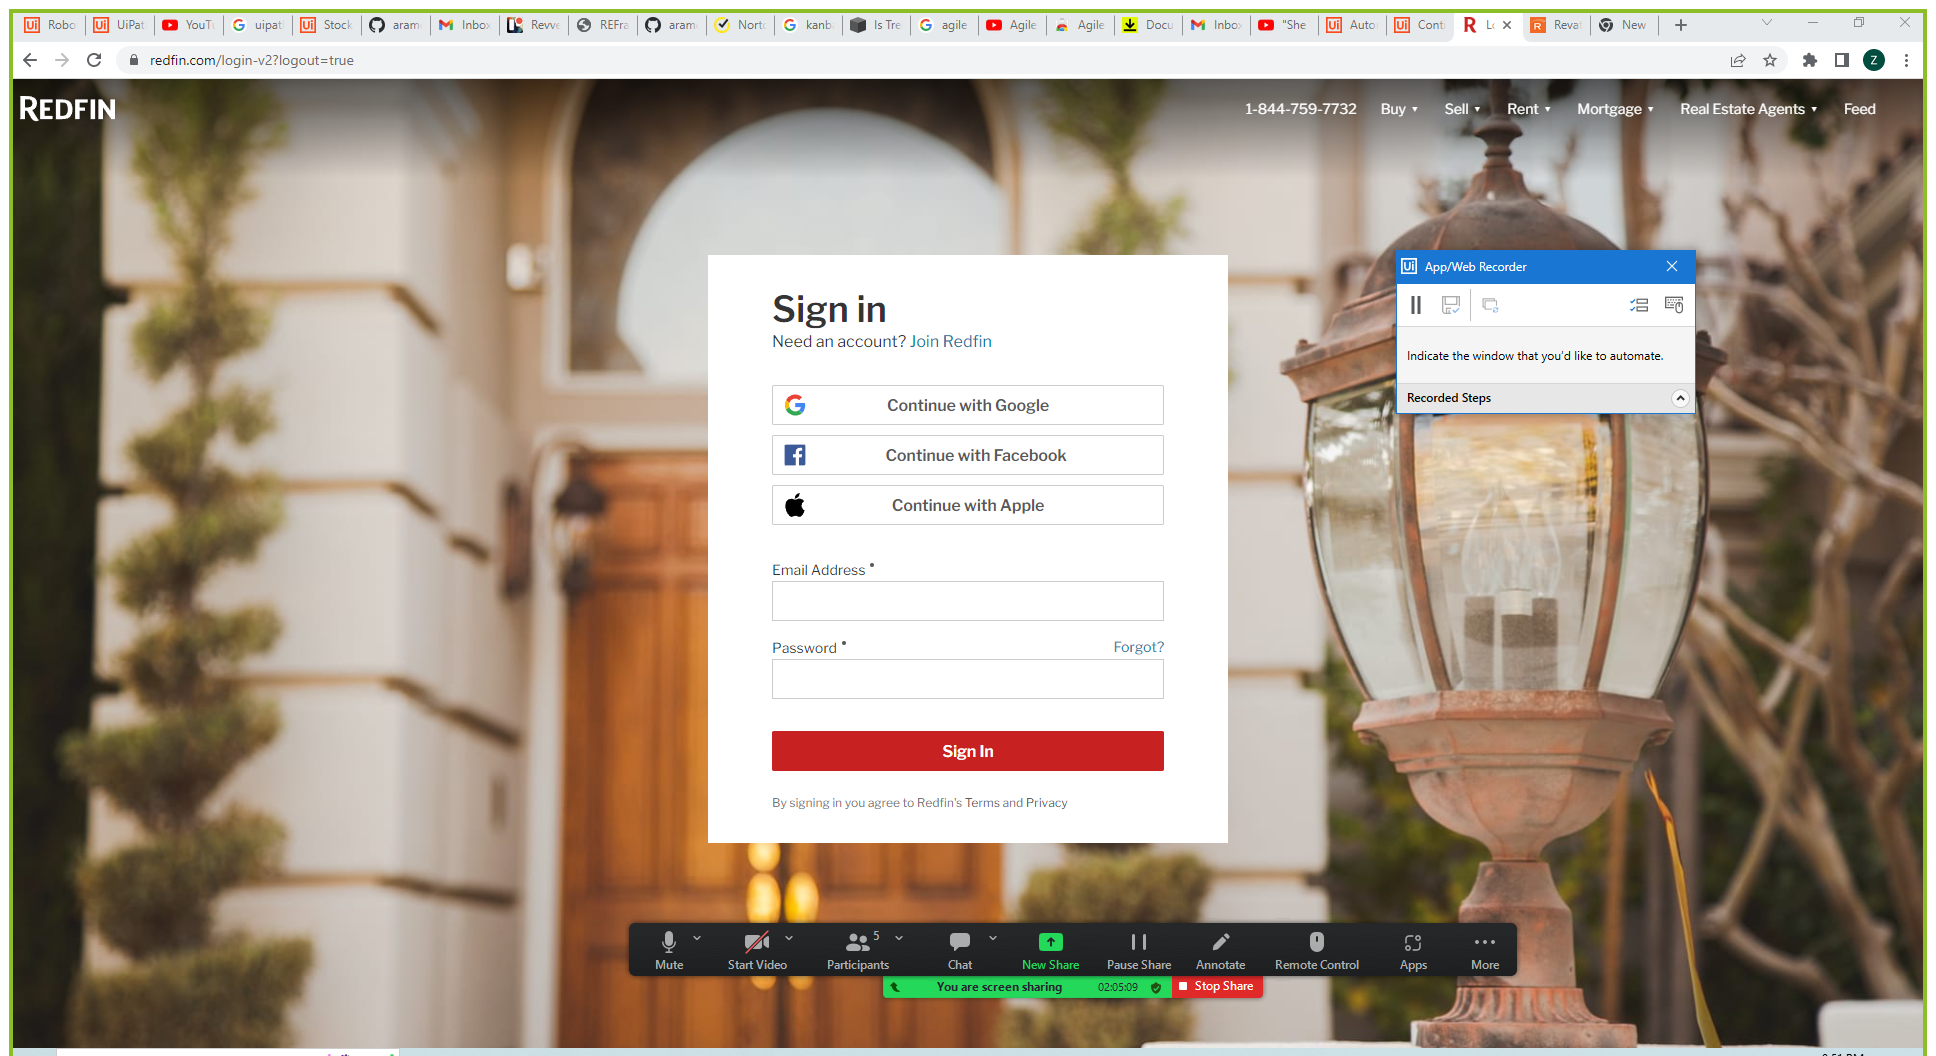 Robo
UiPat
YouTu
uipat
Stock
aram
Inbox
Revve
REFra
aram
Norto
kanb
Is Tre
agile
Agile
Agile
Docu
Inbox
"She
Auto
Conti
Lo
Revat
New
redfin.com/login-v2?logout=true
Z
REDFIN
1-844-759-7732 Buy Sell Rent Mortgage Real Estate Agents Feed
Sign in
Need an account? Join Redfin
Continue with Google
Continue with Facebook
Continue with Apple
Email Address *
Password * Forgot?
Sign In
By signing in you agree to Redfin's Terms and Privacy
Ui App/Web Recorder
Indicate the window that you'd like to automate.
Recorded Steps
Mute Start Video Participants 5 Chat New Share Pause Share Annotate Remote Control Apps More
You are screen sharing 02:05:09 Stop Share